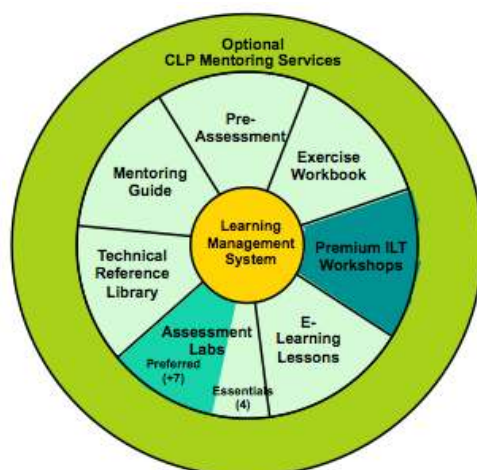 Optional
CLP Mentoring Services
Pre-
Assessment
Exercise
Workbook
Mentoring
Guide
Learning
Management
System
Premium ILT
Workshops
Technical
Reference
Library
E-
Learning
Lessons
Assessment
Labs
Preferred
(+7)
Essentials
(4)